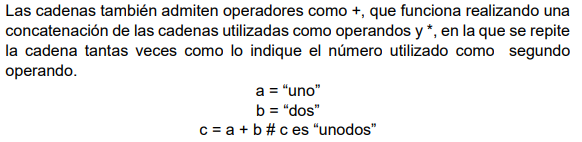 Las cadenas también admiten operadores como +, que funciona realizando una
concatenación de las cadenas utilizadas como operandos y *, en la que se repite
la cadena tantas veces como lo indique el número utilizado como segundo
operando.
a = “uno”
b = “dos”
c = a + b # c es “unodos”